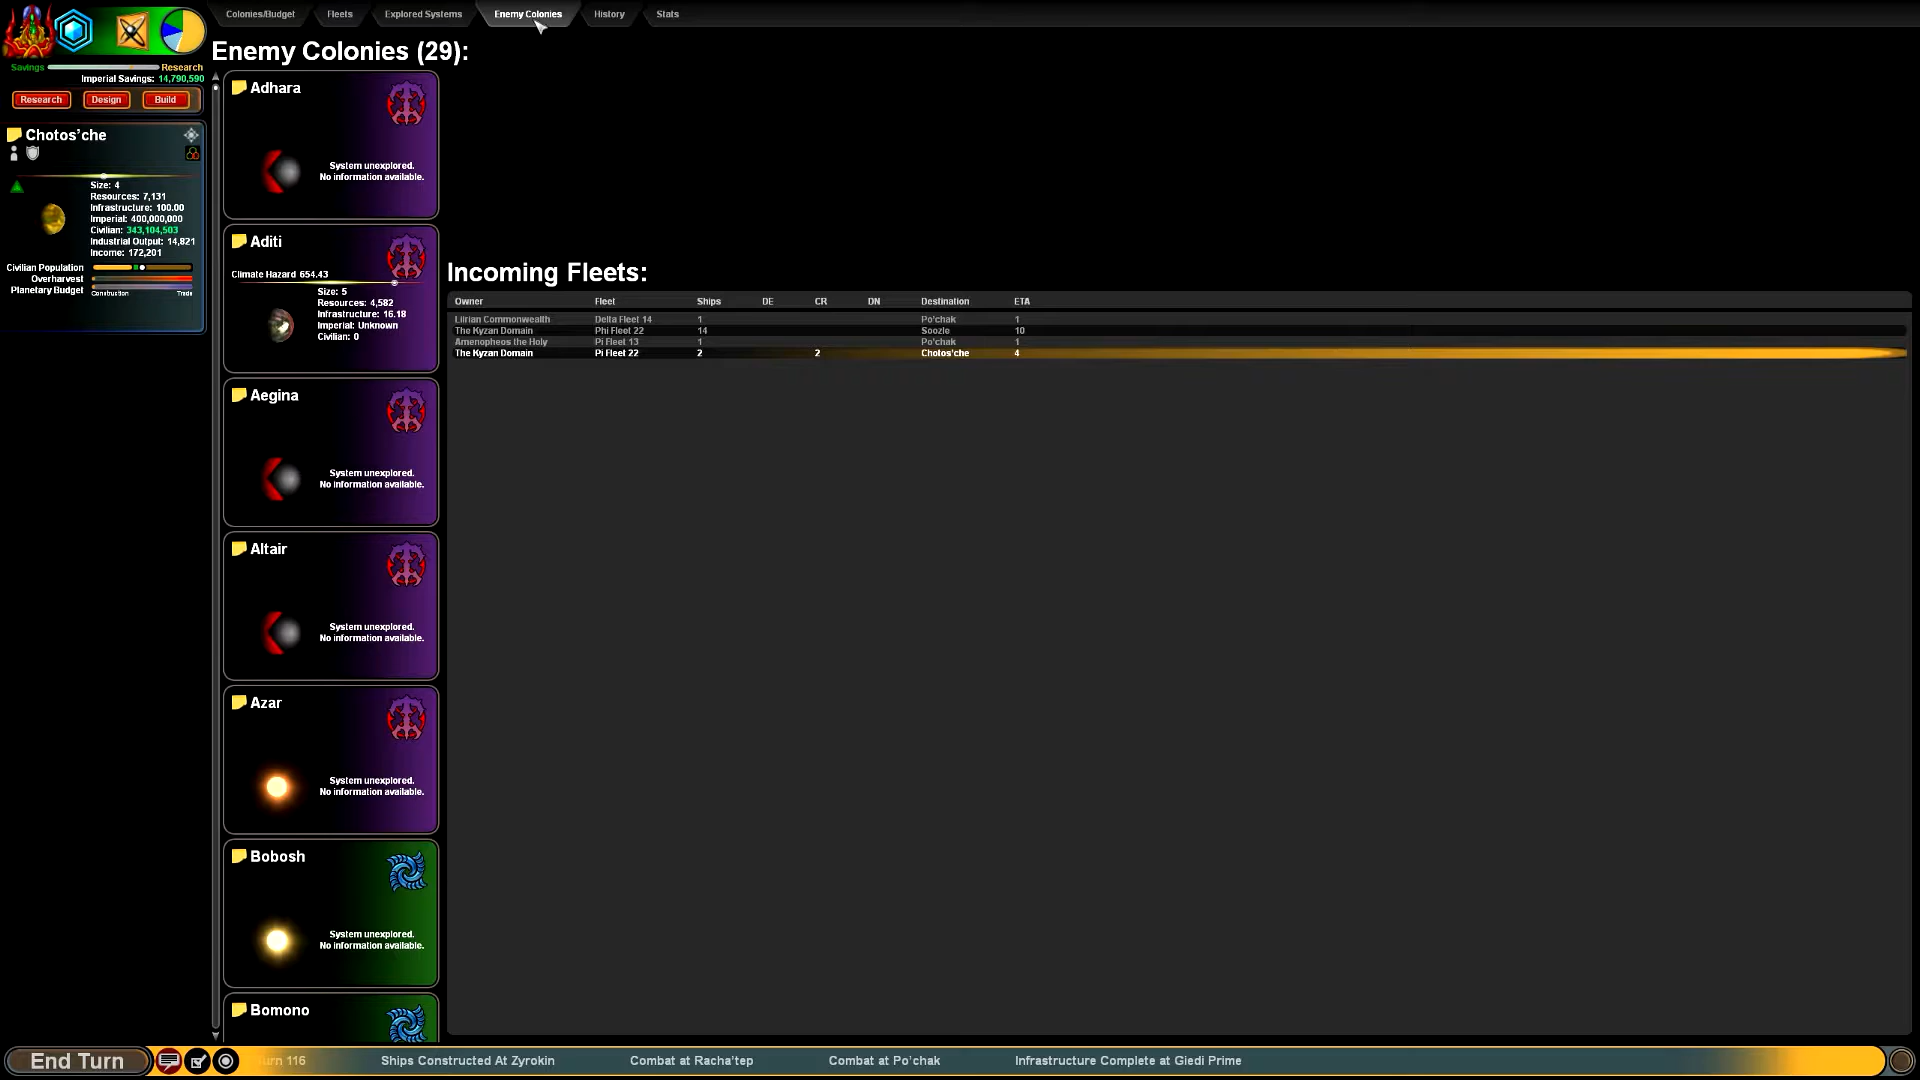 Colonies/Budget Fleets Explored Systems Enemy Colonies History Stats
Savings Research
Imperial Savings: 14,790,590
Research Design Build
Chotos'che
Size: 4
Resources: 7,131
Infrastructure: 100.00
Imperial: 400,000,000
Civilian: 343,104,503
Industrial Output: 14,821
Income: 172,201
Civilian Population
Overharvest
Planetary Budget
Construction Trade
Enemy Colonies (29):
Adhara
System unexplored.
No information available.
Aditi
Climate Hazard 654.43
Size: 5
Resources: 4,582
Infrastructure: 16.18
Imperial: Unknown
Civilian: 0
Aegina
System unexplored.
No information available.
Altair
System unexplored.
No information available.
Azar
System unexplored.
No information available.
Bobosh
System unexplored.
No information available.
Bomono
Incoming Fleets:
Owner Fleet Ships DE CR DN Destination ETA
Liirian Commonwealth Delta Fleet 14 1 Po'chak 1
The Kyzan Domain Phi Fleet 22 14 Soozle 10
Amenopheos the Holy Pi Fleet 13 1 Po'chak 1
The Kyzan Domain Pi Fleet 22 2 2 Chotos'che 4
End Turn
116 Ships Constructed At Zyrokin Combat at Racha'tep Combat at Po'chak Infrastructure Complete at Giedi Prime